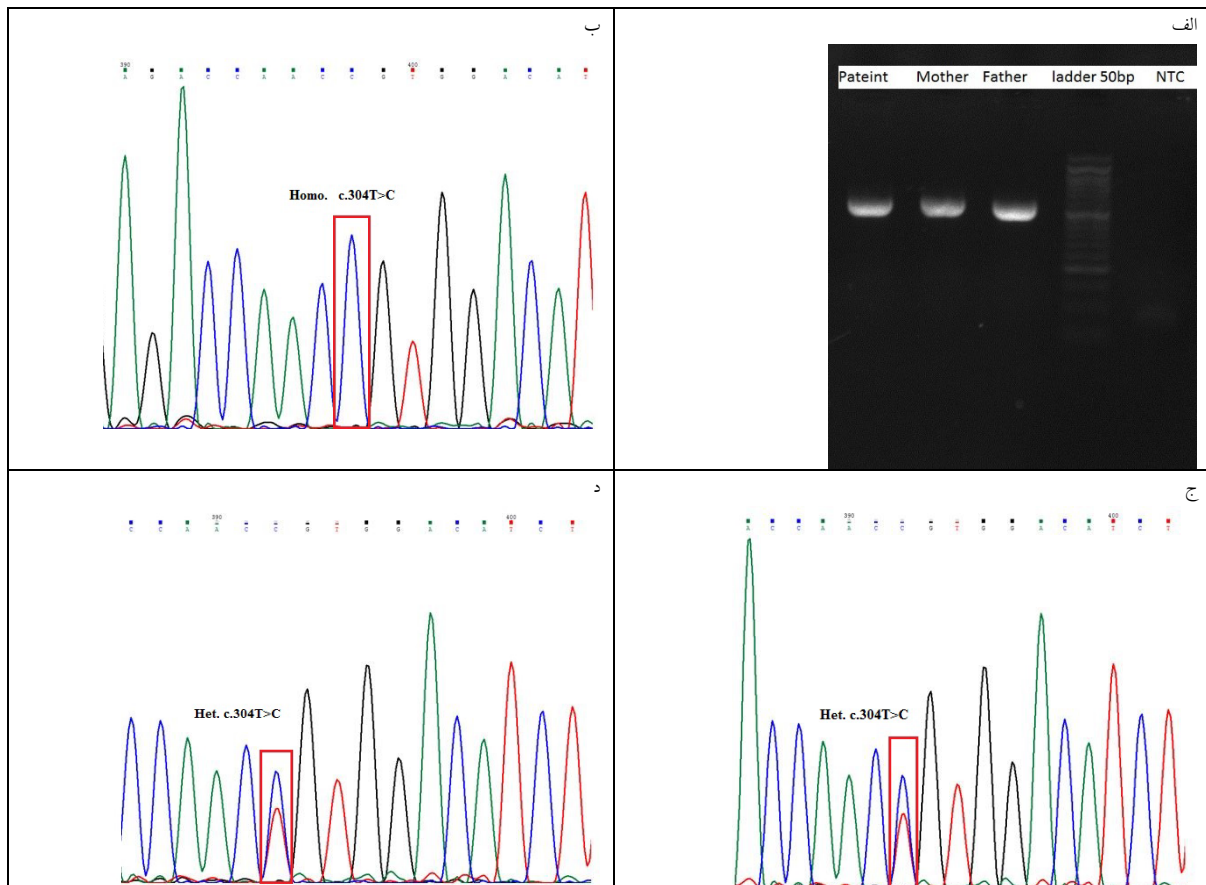 الف
Pateint Mother Father ladder 50bp NTC
ب
390 400
A G A C C A A C C G T G G A C A T
Homo. c.304T>C
ج
390 400
A C C A A C C G T G G A C A T C T
Het. c.304T>C
د
390 400
C C A A C C G T G G A C A T C T
Het. c.304T>C